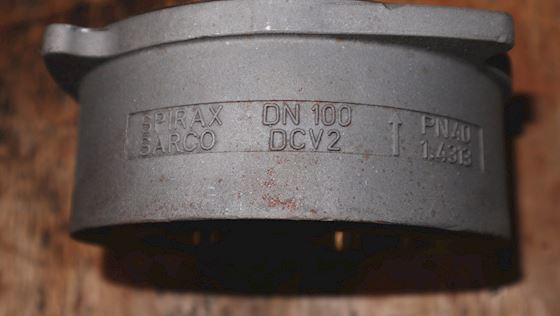 SPIRAX DN 100 ↑ PN40
SARCO DCV2 1.4313